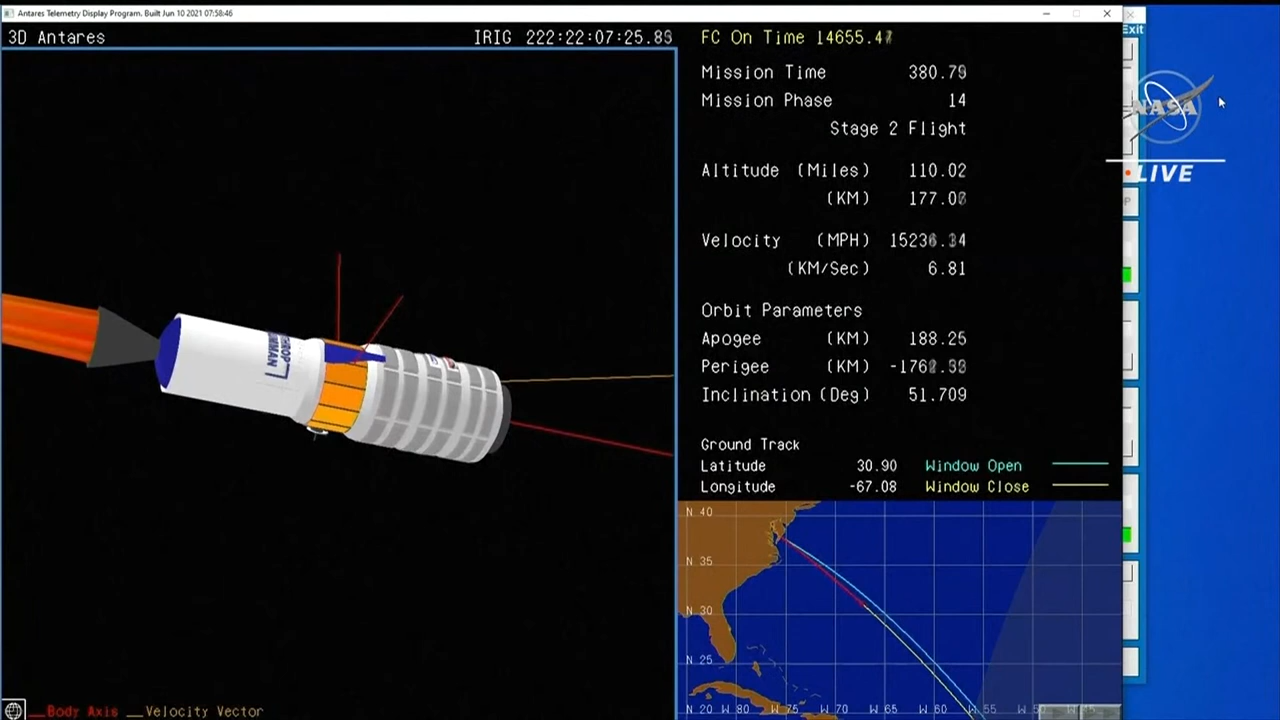 Antares Telemetry Display Program. Built Jun 10 2021 07:58:46
Exit
3D Antares IRIG 222:22:07:25.89
FC On Time 14655.47
Mission Time 380.79
Mission Phase 14
Stage 2 Flight
NASA
LIVE
Altitude (Miles) 110.02
(KM)
Velocity (MPH)
(KM/Sec) 6.81
Orbit Parameters
Apogee (KM) 188.25
Perigee (KM)
Inclination (Deg) 51.709
Ground Track
Latitude 30.90 Window Open
Longitude -67.08 Window Close
N 40
N 35
N 30
N 25
N 20 W 80 W 75 W 70 W 65 W 60 W 55
Body Axis Velocity Vector